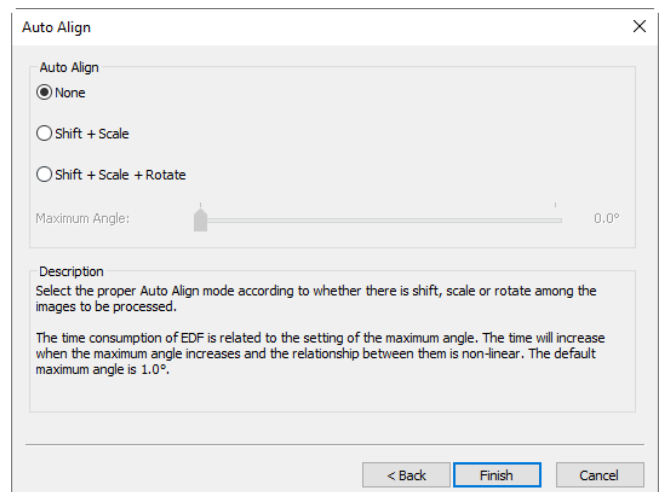 Auto Align
Auto Align
None
Shift + Scale
Shift + Scale + Rotate
Maximum Angle: 0.0°
Description
Select the proper Auto Align mode according to whether there is shift, scale or rotate among the
images to be processed.
The time consumption of EDF is related to the setting of the maximum angle. The time will increase
when the maximum angle increases and the relationship between them is non-linear. The default
maximum angle is 1.0°.
< Back Finish Cancel